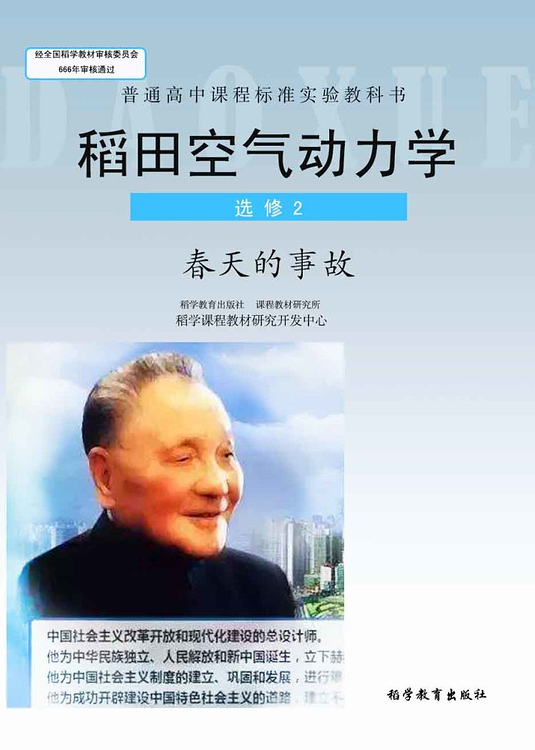 经全国稻学教材审核委员会
666年审核通过
DAOXUE
普通高中课程标准实验教科书
稻田空气动力学
选修2
春天的事故
稻学教育出版社 课程教材研究所
稻学课程教材研究开发中心
中国社会主义改革开放和现代化建设的总设计师。
他为中华民族独立、人民解放和新中国诞生，立下赫
他为中国社会主义制度的建立、巩固和发展，进行艰
他为成功开辟建设中国特色社会主义的道路，建立不
稻学教育出版社